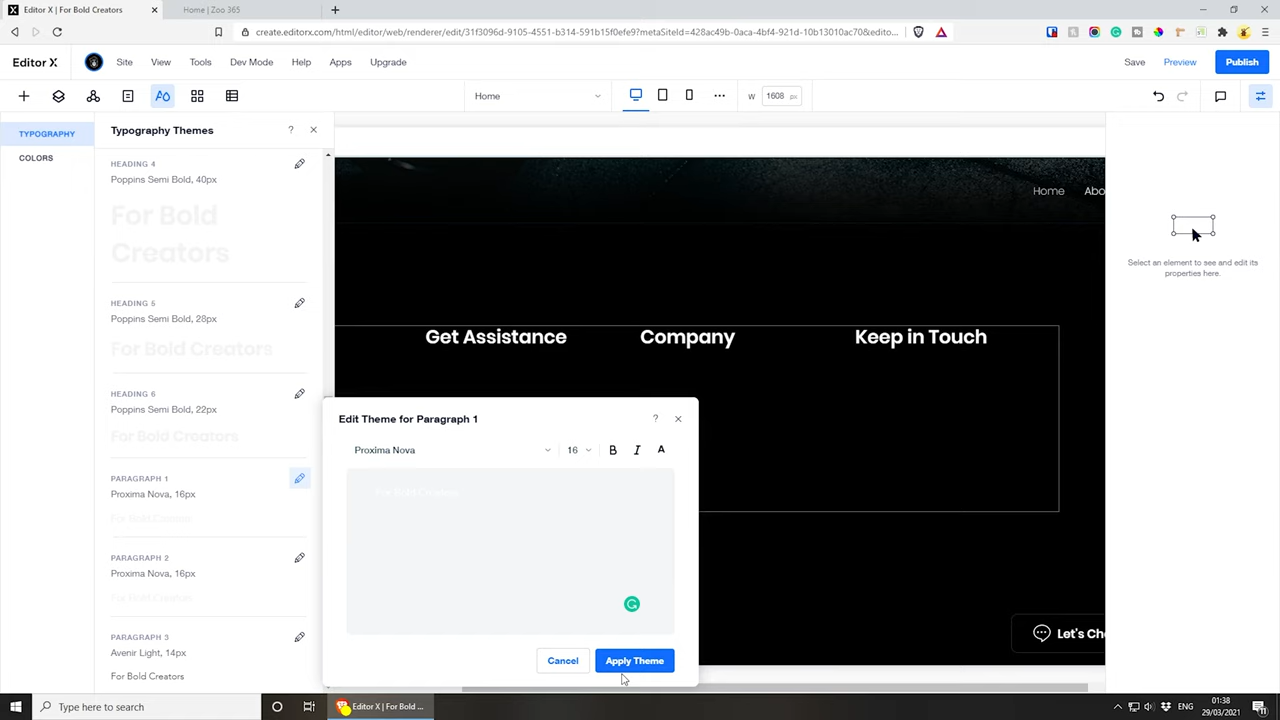 Editor X | For Bold Creators
Home | Zoo 365
create.editorx.com/html/editor/web/renderer/edit/31f3096d-9105-4551-b314-591b15f0efe9?metaSiteId=428ac49b-0aca-4bf4-921d-10b13010ac70&edito...
Editor X
Site
View
Tools
Dev Mode
Help
Apps
Upgrade
Save
Preview
Publish
Home
W
1608 px
TYPOGRAPHY
COLORS
Typography Themes
?
HEADING 4
Poppins Semi Bold, 40px
For Bold
Creators
HEADING 5
Poppins Semi Bold, 28px
For Bold Creators
HEADING 6
Poppins Semi Bold, 22px
For Bold Creators
PARAGRAPH 1
Proxima Nova, 16px
For Bold Creators
PARAGRAPH 2
Proxima Nova, 16px
For Bold Creators
PARAGRAPH 3
Avenir Light, 14px
For Bold Creators
Home
Abo
Get Assistance
Company
Keep in Touch
Let's Ch
Edit Theme for Paragraph 1
?
Proxima Nova
16
B
I
A
For Bold Creators
Cancel
Apply Theme
Select an element to see and edit its
properties here.
Type here to search
Editor X | For Bold ...
ENG
01:38
29/03/2021